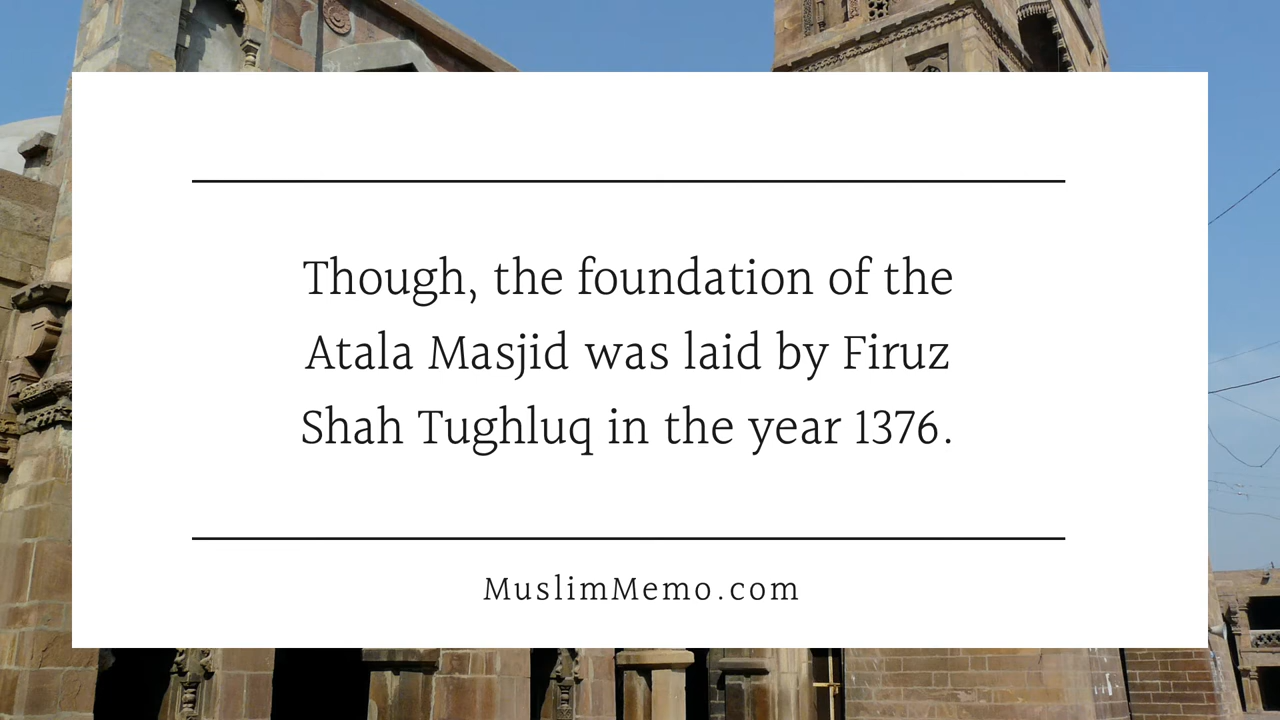 Though, the foundation of the
Atala Masjid was laid by Firuz
Shah Tughluq in the year 1376.
MuslimMemo.com